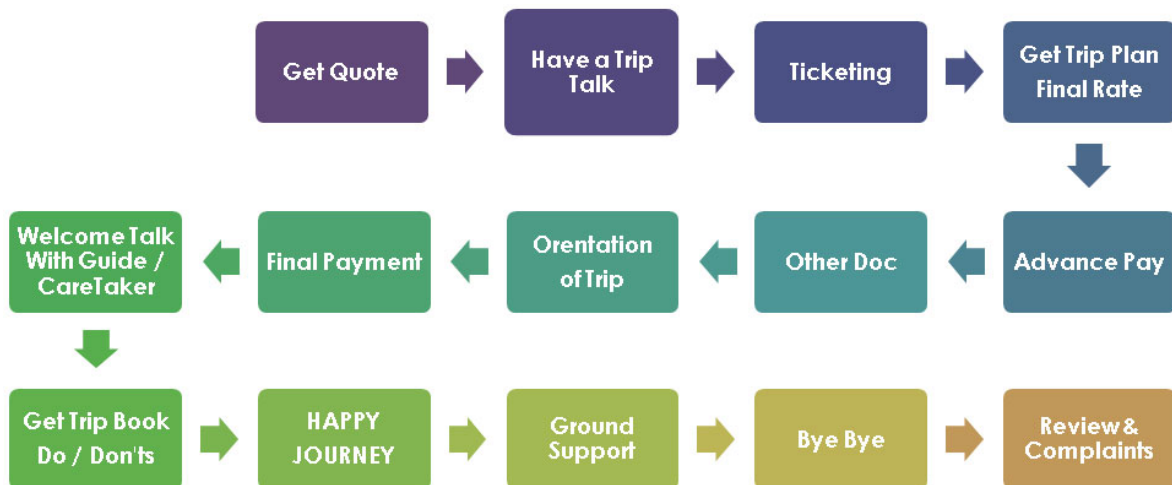 Get Quote
Have a Trip
Talk
Ticketing
Get Trip Plan
Final Rate
Advance Pay
Other Doc
Orentation
of Trip
Final Payment
Welcome Talk
With Guide /
CareTaker
Get Trip Book
Do / Don'ts
HAPPY
JOURNEY
Ground
Support
Bye Bye
Review &
Complaints